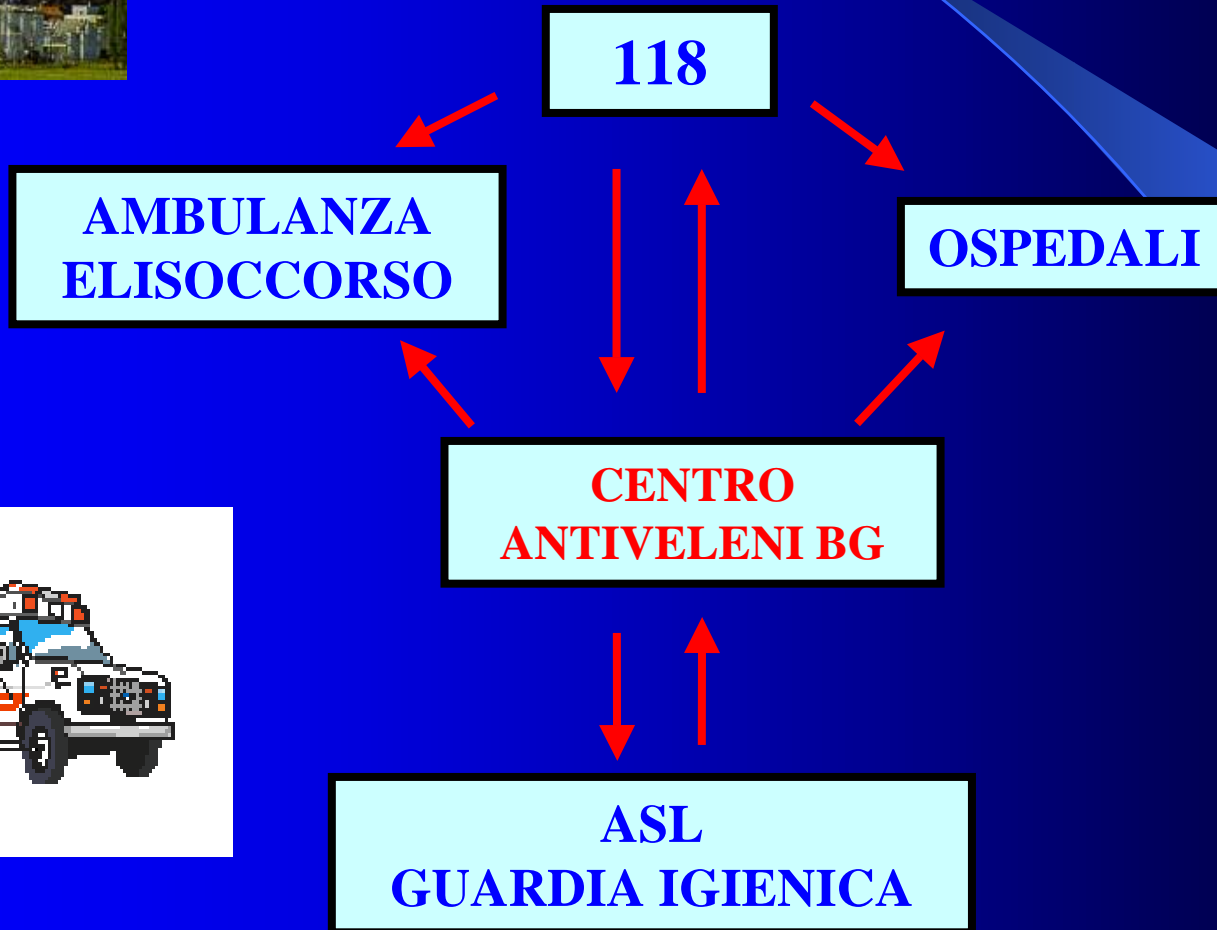 118
AMBULANZA
ELISOCCORSO
OSPEDALI
CENTRO
ANTIVELENI BG
ASL
GUARDIA IGIENICA